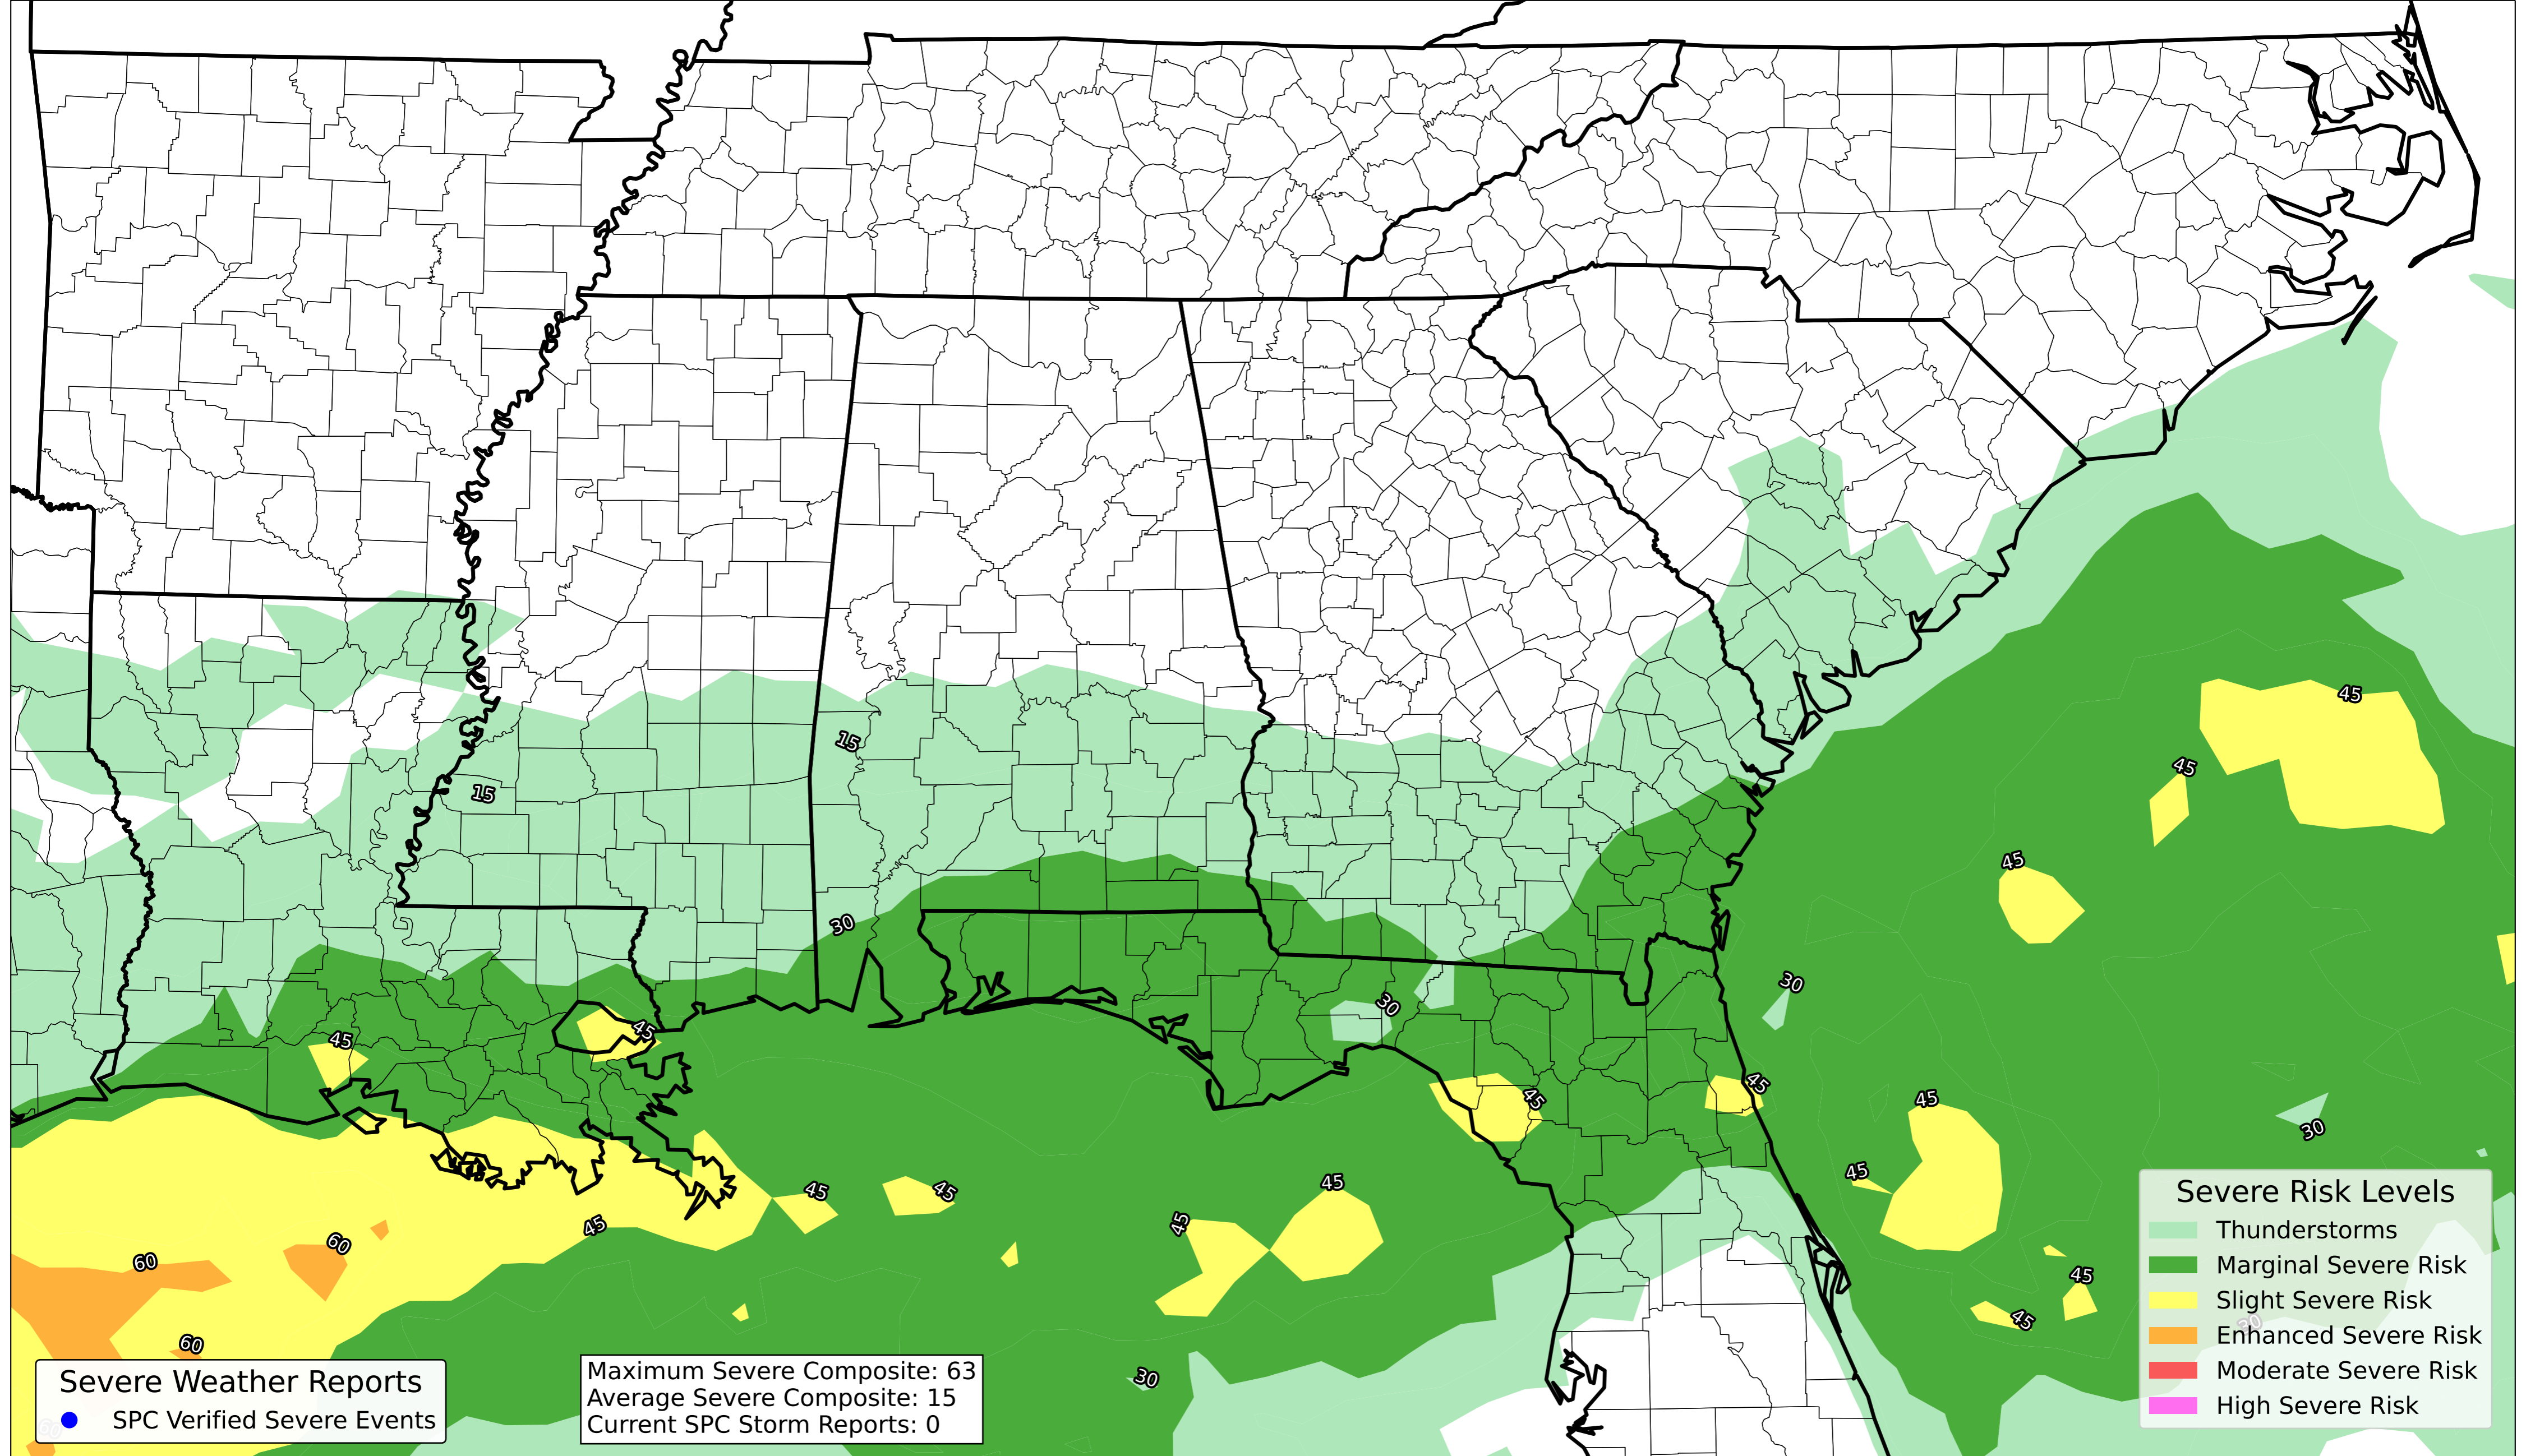 45
45
15
45
15
30
30
30
45
45
45
45
45
30
45
45
45
45
45
45
60
60
45
45
60
30
30
45
60
Severe Risk Levels
Thunderstorms
Marginal Severe Risk
Slight Severe Risk
Enhanced Severe Risk
Moderate Severe Risk
High Severe Risk
Severe Weather Reports
SPC Verified Severe Events
Maximum Severe Composite: 63
Average Severe Composite: 15
Current SPC Storm Reports: 0